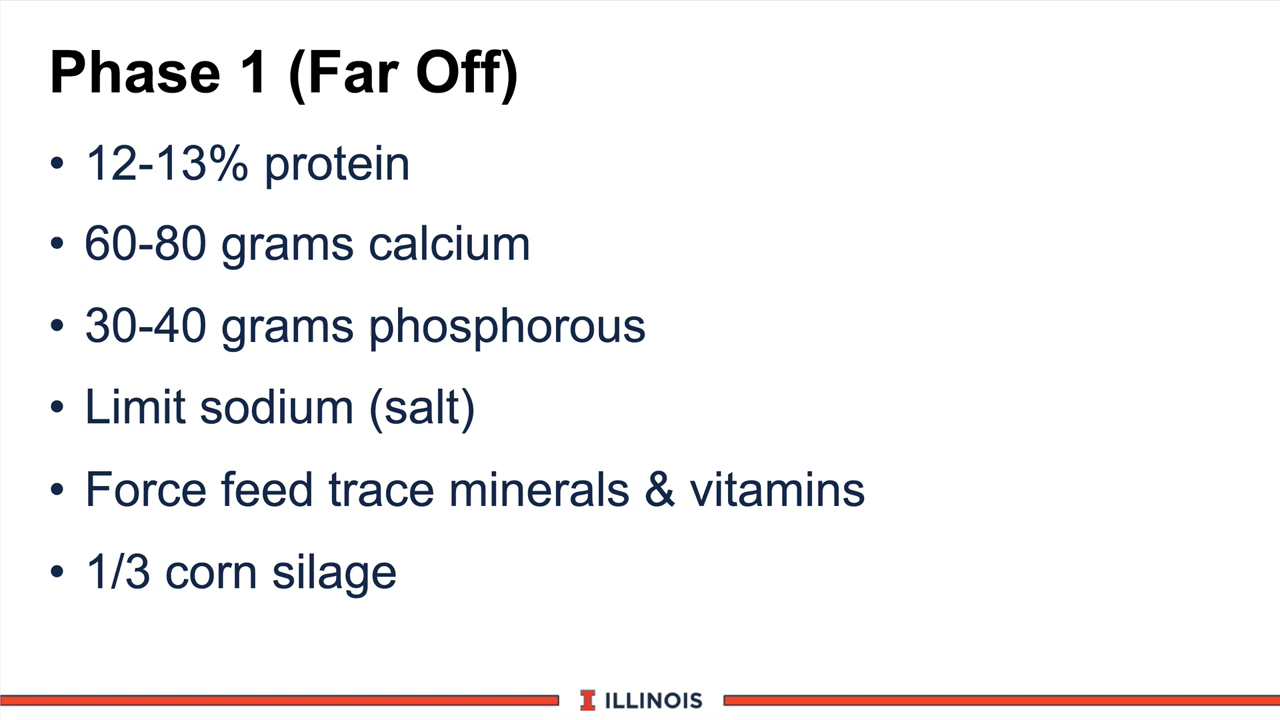 Phase 1 (Far Off)
• 12-13% protein
• 60-80 grams calcium
• 30-40 grams phosphorous
• Limit sodium (salt)
• Force feed trace minerals & vitamins
• 1/3 corn silage
I ILLINOIS